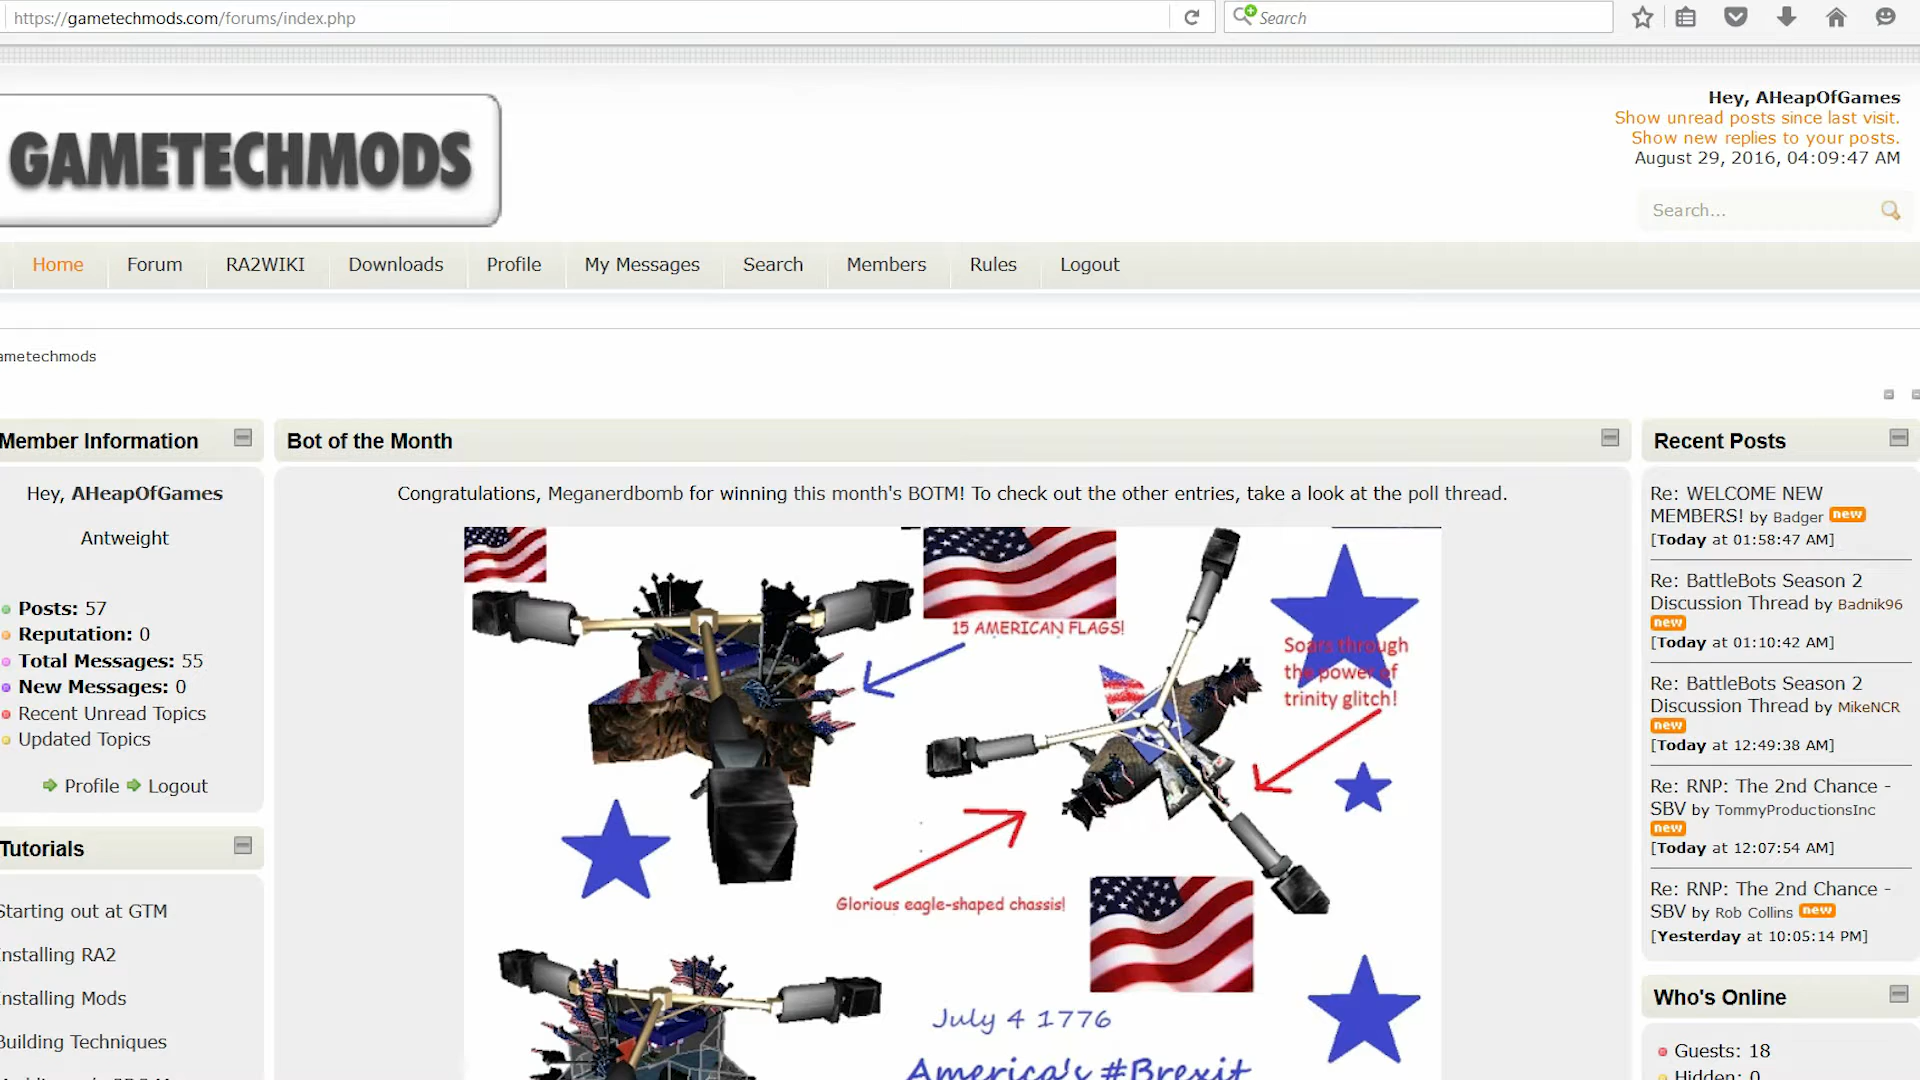 https://gametechmods.com/forums/index.php
Search
Hey, AHeapOfGames
Show unread posts since last visit.
Show new replies to your posts.
August 29, 2016, 04:09:47 AM
GAMETECHMODS
Search...
Home Forum RA2WIKI Downloads Profile My Messages Search Members Rules Logout
ametechmods
Member Information
Hey, AHeapOfGames
Antweight
Posts: 57
Reputation: 0
Total Messages: 55
New Messages: 0
Recent Unread Topics
Updated Topics
Profile Logout
Tutorials
Starting out at GTM
nstalling RA2
nstalling Mods
Building Techniques
Bot of the Month
Congratulations, Meganerdbomb for winning this month's BOTM! To check out the other entries, take a look at the poll thread.
15 AMERICAN FLAGS!
Soars through
the power of
trinity glitch!
Glorious eagle-shaped chassis!
July 4 1776
America's #Brexit
Recent Posts
Re: WELCOME NEW
MEMBERS! by Badger new
[Today at 01:58:47 AM]
Re: BattleBots Season 2
Discussion Thread by Badnik96
new
[Today at 01:10:42 AM]
Re: BattleBots Season 2
Discussion Thread by MikeNCR
new
[Today at 12:49:38 AM]
Re: RNP: The 2nd Chance -
SBV by TommyProductionsInc
new
[Today at 12:07:54 AM]
Re: RNP: The 2nd Chance -
SBV by Rob Collins new
[Yesterday at 10:05:14 PM]
Who's Online
Guests: 18
Hidden: 0